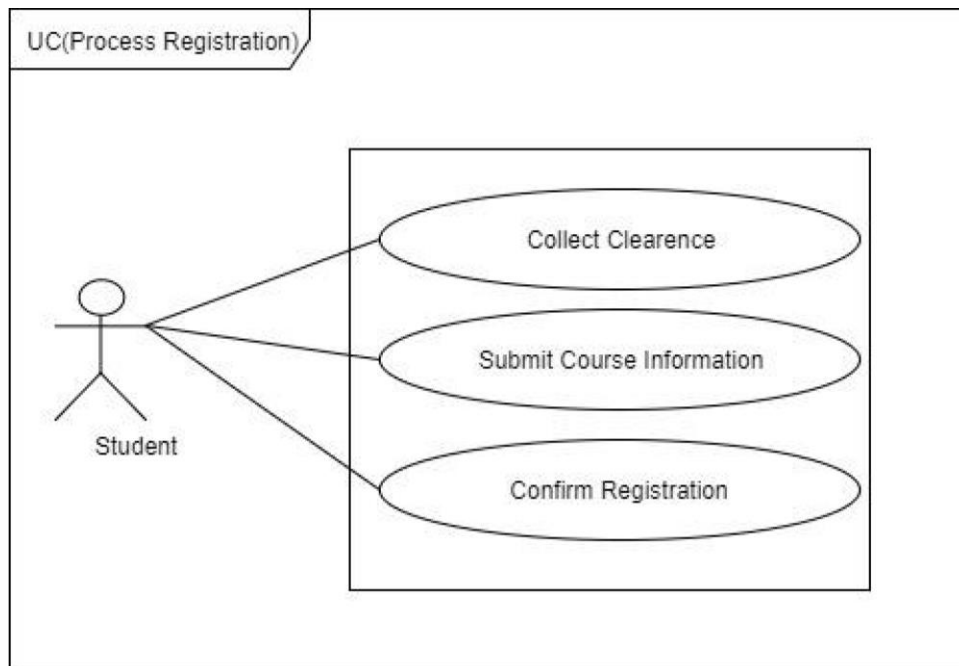 UC(Process Registration)
Collect Clearence
Submit Course Information
Student
Confirm Registration